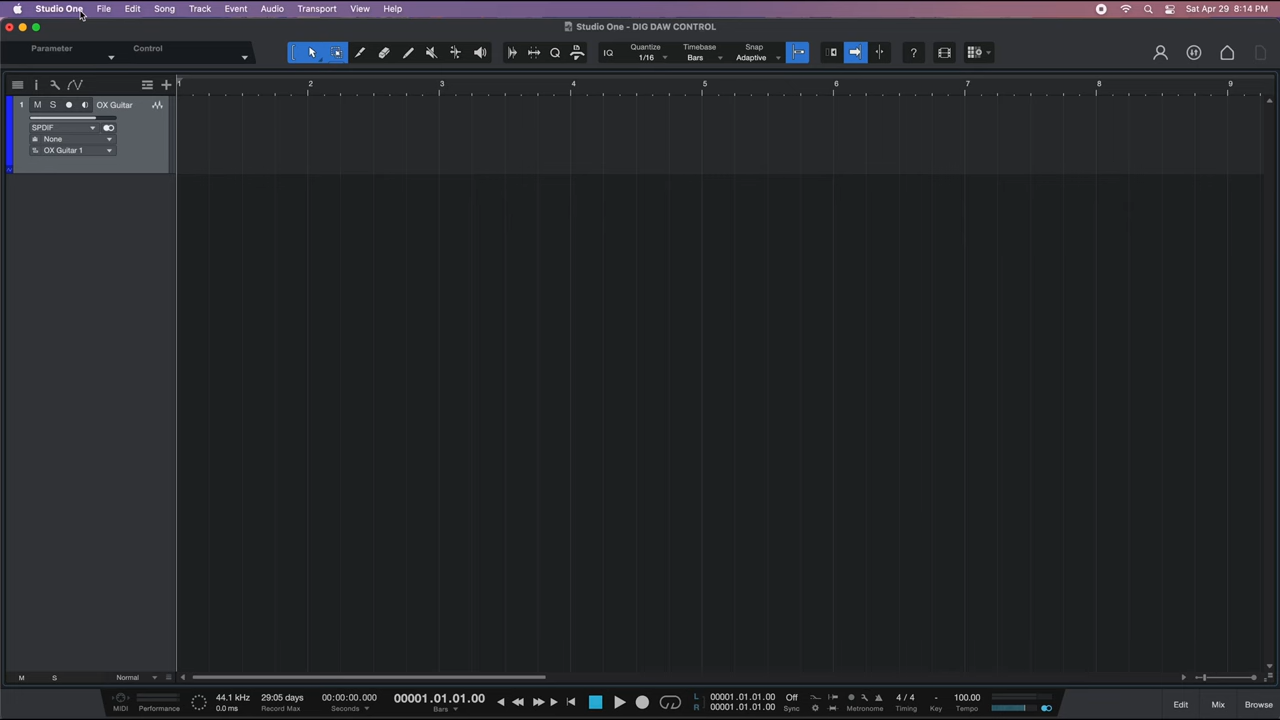 Studio One File Edit Song Track Event Audio Transport View Help Sat Apr 29 8:14 PM
Studio One - DIG DAW CONTROL
Parameter Control IQ Quantize 1/16 Timebase Bars Snap Adaptive ?
i 1 2 3 4 5 6 7 8 9
1 M S OX Guitar
SPDIF
None
OX Guitar 1
M S Normal
MIDI Performance 44.1 kHz 0.0 ms 29:05 days Record Max 00:00:00.000 Seconds 00001.01.01.00 Bars L 00001.01.01.00 R 00001.01.01.00 Off Sync Metronome 4 / 4 Timing - Key 100.00 Tempo Edit Mix Browse